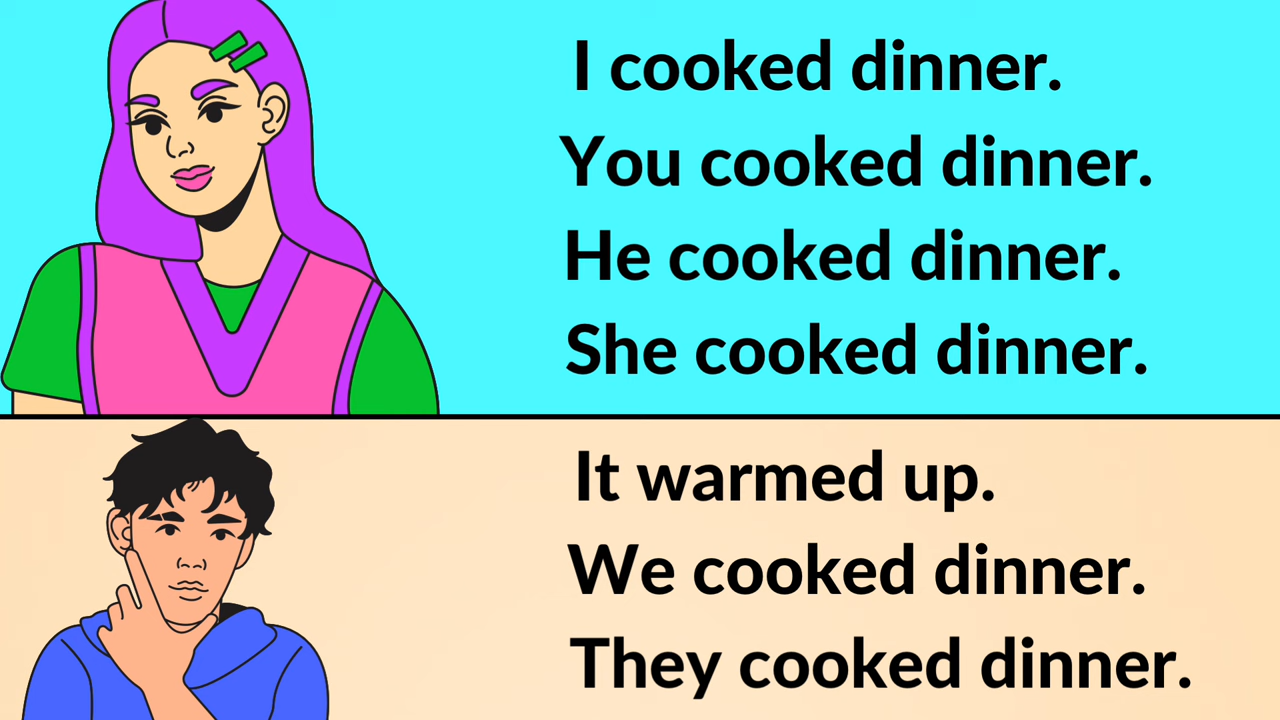 I cooked dinner.
You cooked dinner.
He cooked dinner.
She cooked dinner.
It warmed up.
We cooked dinner.
They cooked dinner.